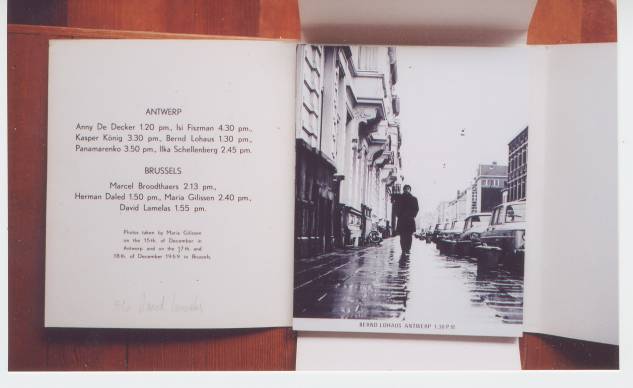 ANTWERP
Anny De Decker 1.20 pm., Isi Fiszman 4.30 pm.,
Kasper König 3.30 pm., Bernd Lohaus 1.30 pm.,
Panamarenko 3.50 pm., Ilka Schellenberg 2.45 pm.
BRUSSELS
Marcel Broodthaers 2.13 pm.,
Herman Daled 1.50 pm., Maria Gilissen 2.40 pm.,
David Lamelas 1.55 pm.
Photos taken by Maria Gilissen
on the 15th. of December in
Antwerp and on the 17th. and
18th. of December 1969 in Brussels.
David Lamelas
BERND LOHAUS ANTWERP 1.30 P.M.